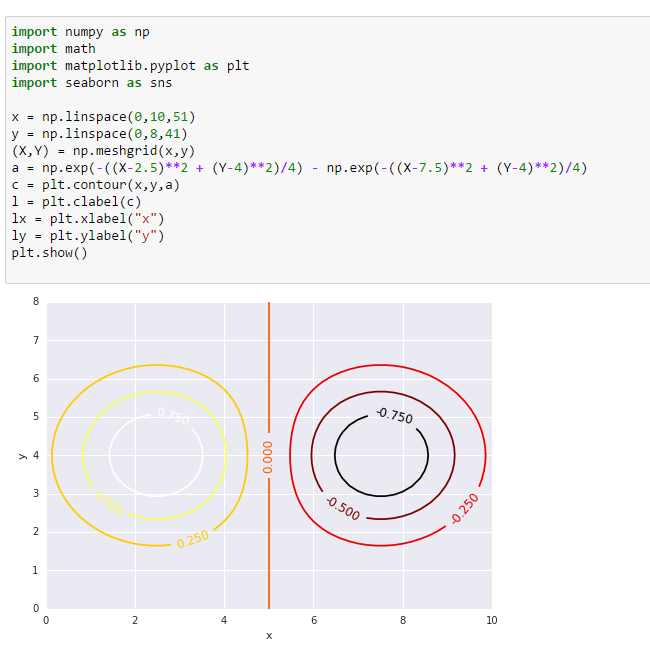 import numpy as np
import math
import matplotlib.pyplot as plt
import seaborn as sns
x = np.linspace(0,10,51)
y = np.linspace(0,8,41)
(X,Y) = np.meshgrid(x,y)
a = np.exp(-((X-2.5)**2 + (Y-4)**2)/4) - np.exp(-((X-7.5)**2 + (Y-4)**2)/4)
c = plt.contour(x,y,a)
l = plt.clabel(c)
lx = plt.xlabel("x")
ly = plt.ylabel("y")
plt.show()
8
7
6
5
4
3
2
1
0
y
0.750
0.500
0.250
0.000
-0.750
-0.500
-0.250
0 2 4 6 8 10
x